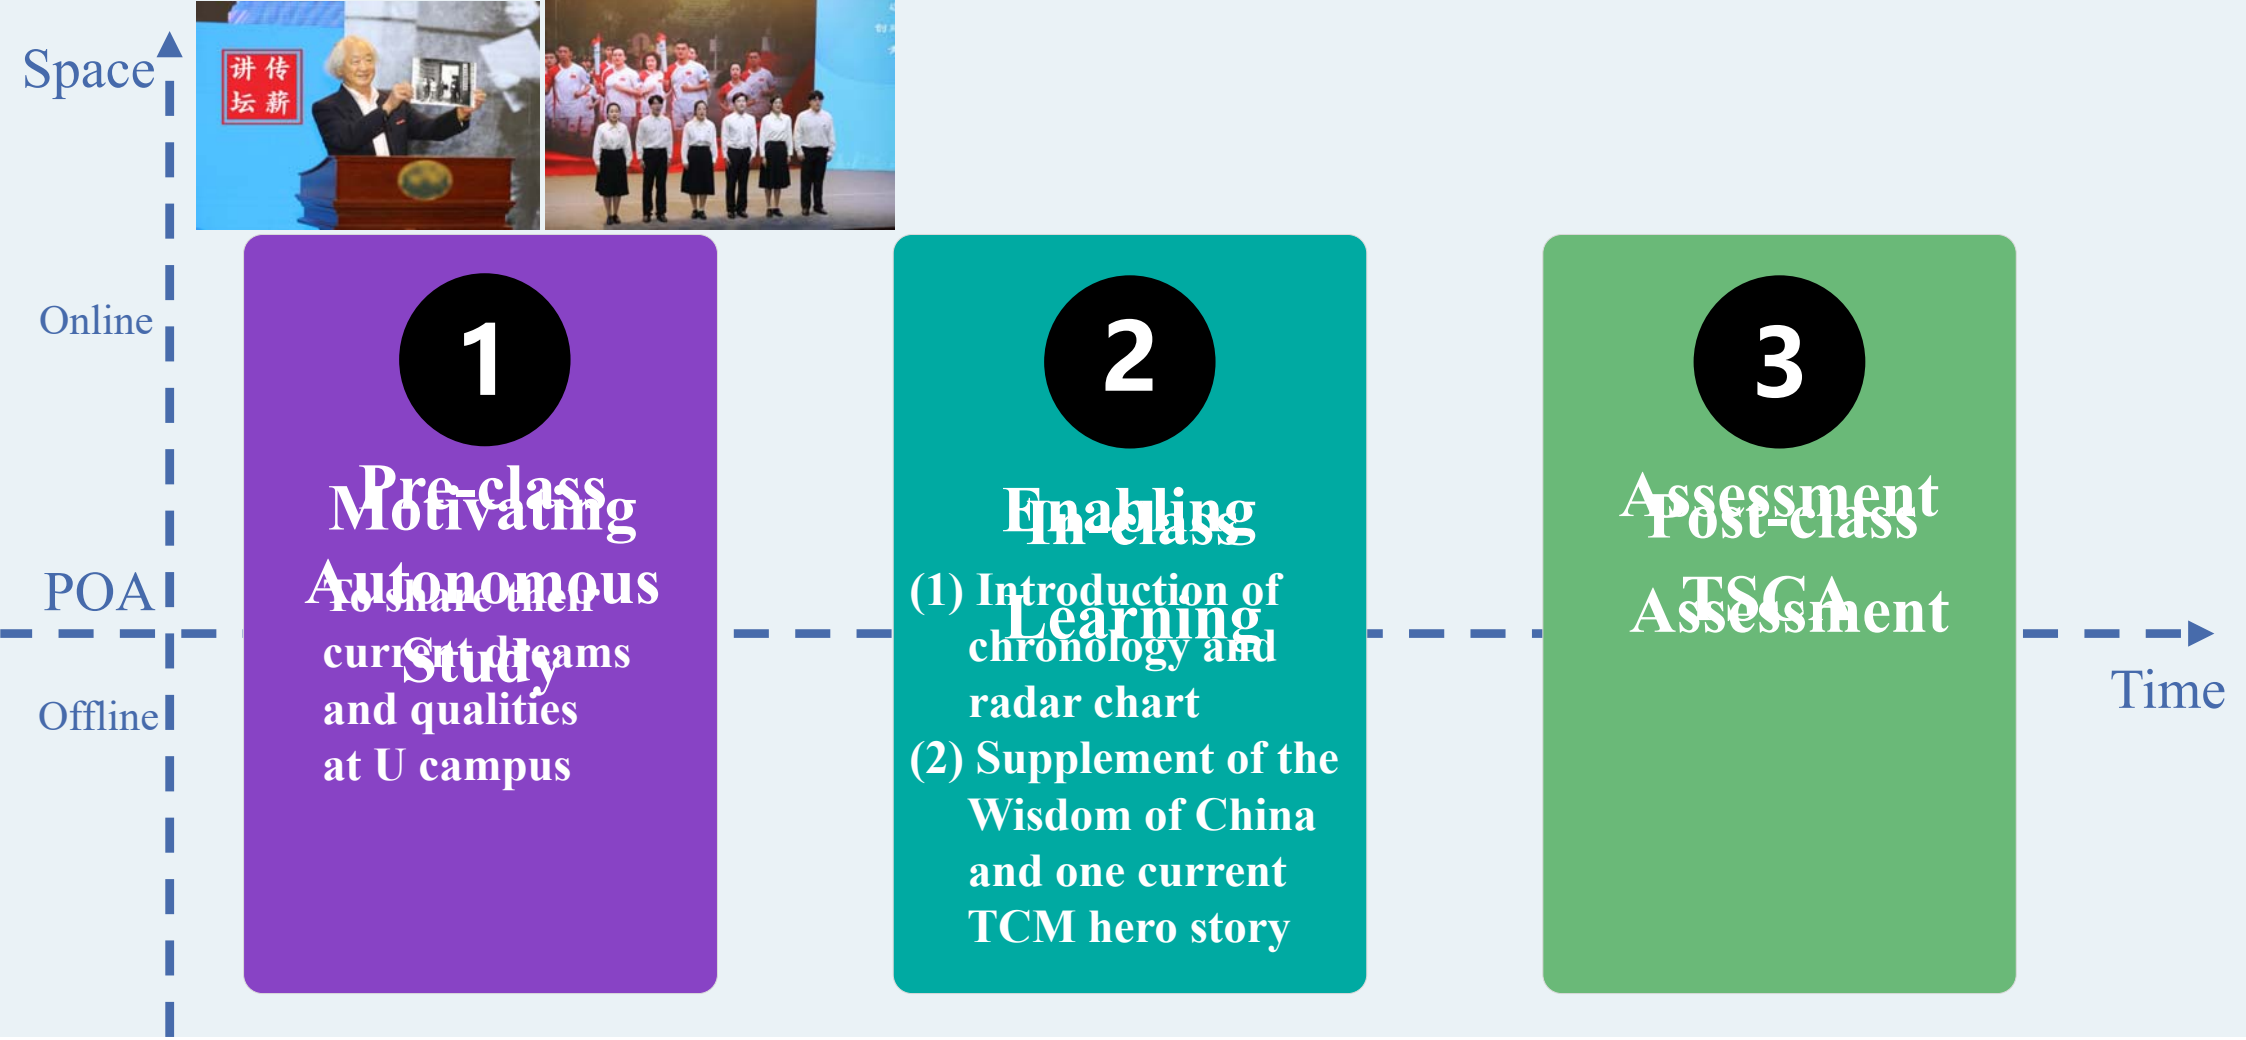 Space
讲 传
坛 薪
Online
POA
Offline
Time
1
Pre-class
Motivating
Autonomous
Study
To share their
current dreams
and qualities
at U campus
2
Enabling
In-class
Learning
(1) Introduction of
chronology and
radar chart
(2) Supplement of the
Wisdom of China
and one current
TCM hero story
3
Assessment
Post-class
TSCA
Assessment